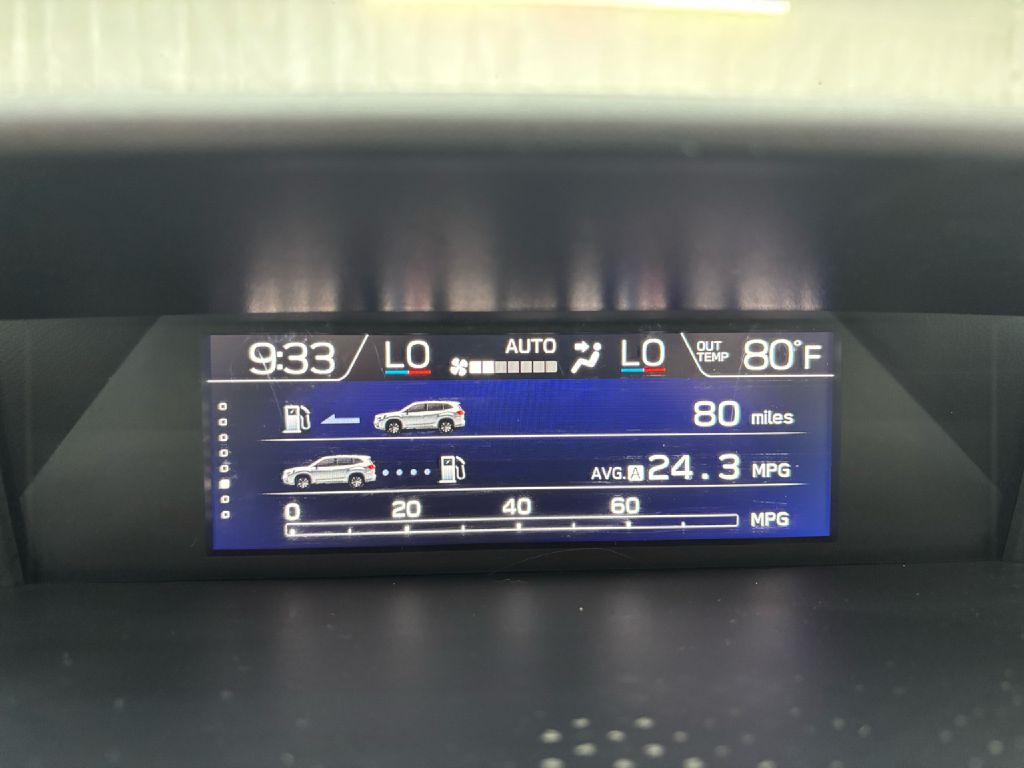 9:33 LO AUTO LO OUT TEMP 80°F
80 miles
AVG. A 24.3 MPG
0 20 40 60
MPG